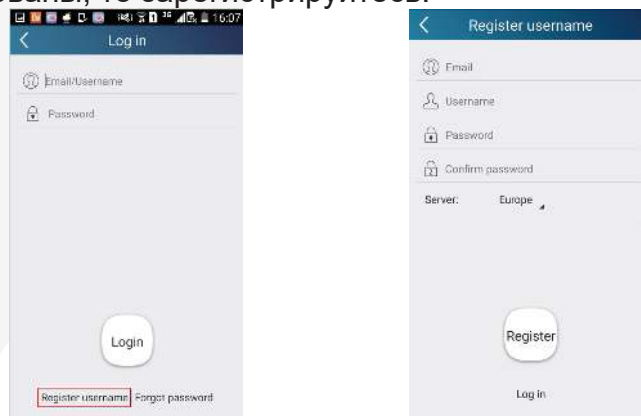 ованы, то зарегистрируйтесь.
16:07
Log in
Email/Username
Password
Login
Register username Forgot password
Register username
Email
Username
Password
Confirm password
Server: Europe
Register
Log in